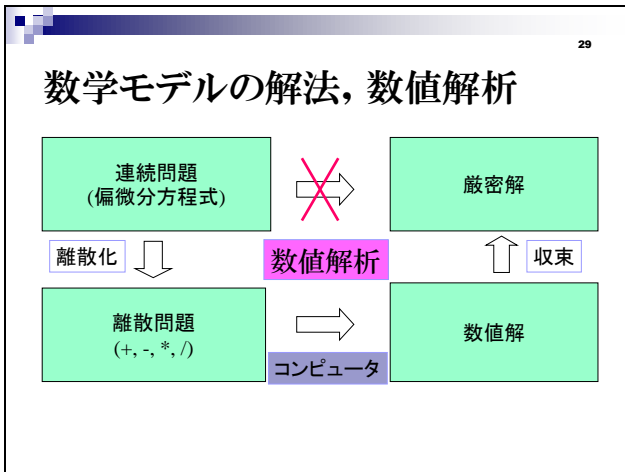 29
数学モデルの解法, 数値解析
連続問題
(偏微分方程式)
厳密解
離散化
数値解析
収束
離散問題
(+, -, *, /)
数値解
コンピュータ